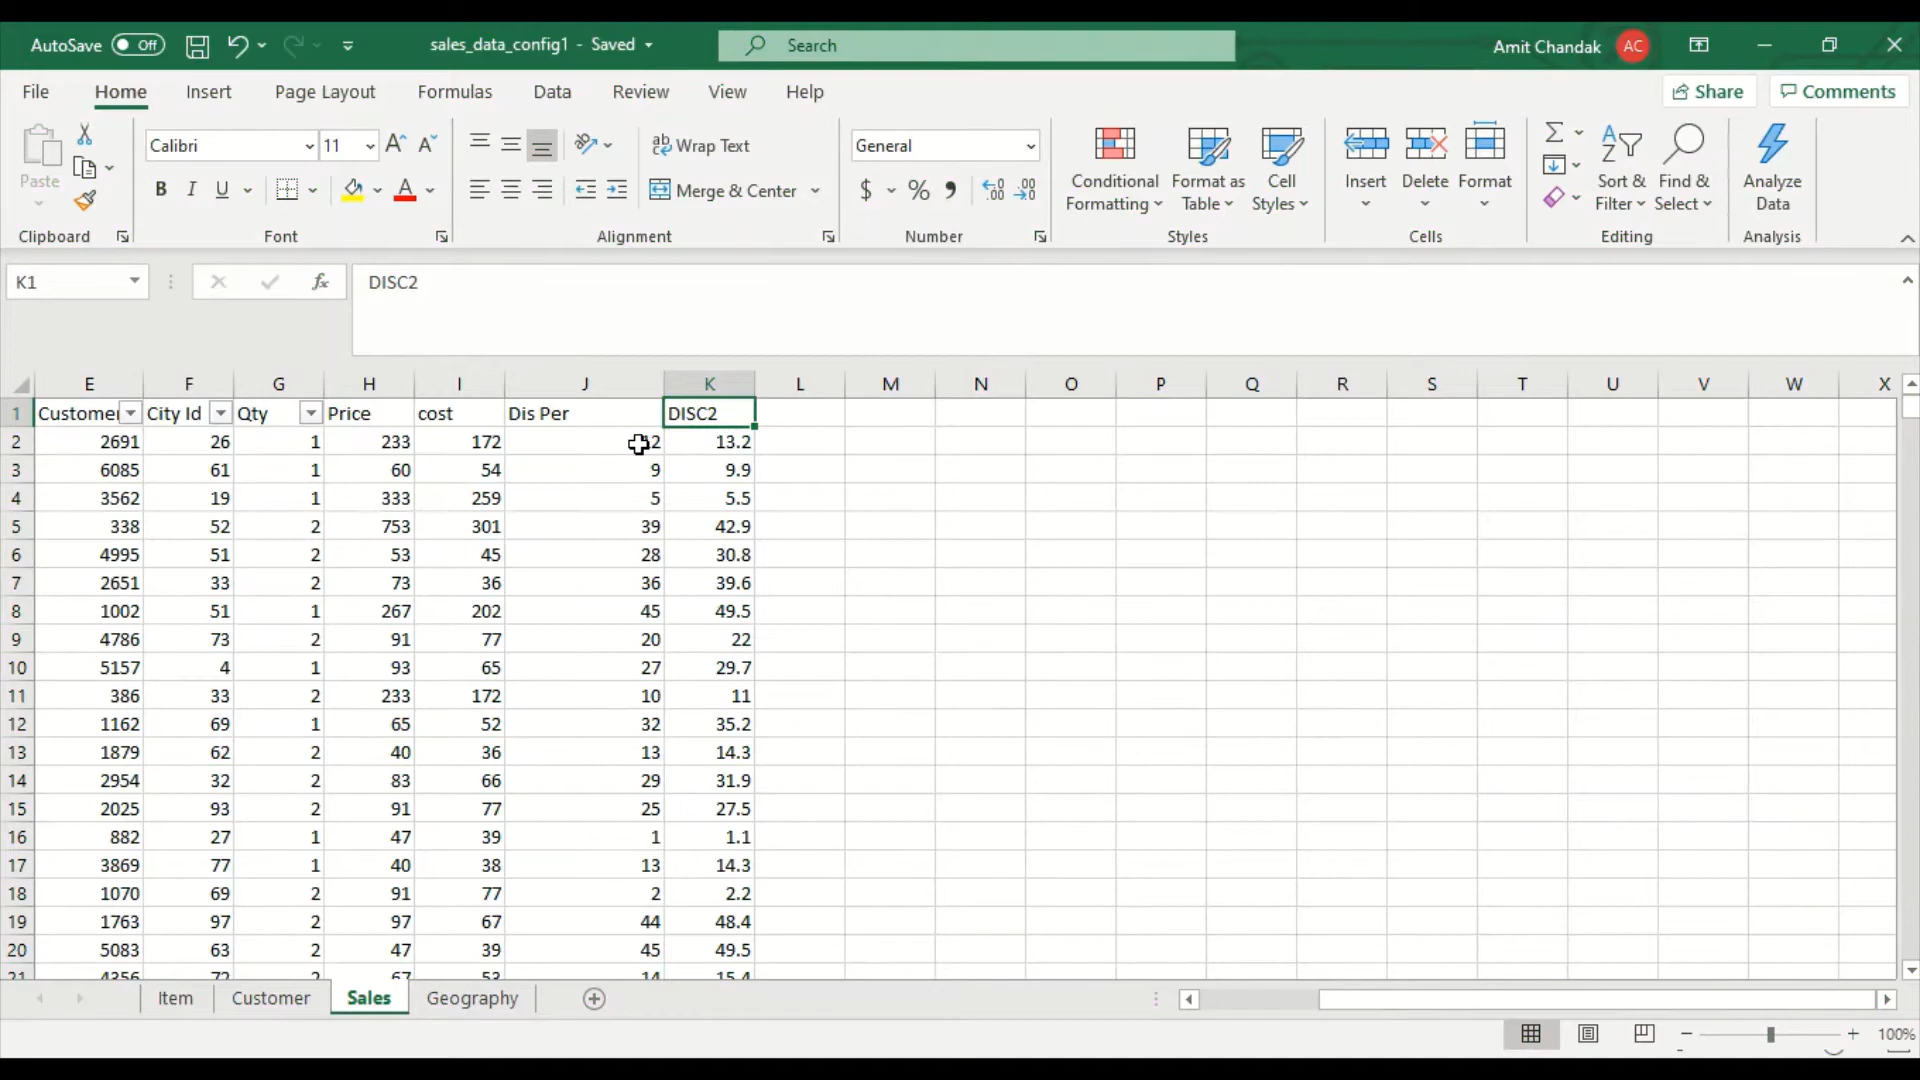 AutoSave Off sales_data_config1 - Saved Search Amit Chandak AC
File Home Insert Page Layout Formulas Data Review View Help Share Comments
Paste Calibri 11 Wrap Text General Conditional Formatting Format as Table Cell Styles Insert Delete Format Sort & Filter Find & Select Analyze Data
B I U A Merge & Center $ % 
Clipboard Font Alignment Number Styles Cells Editing Analysis
K1 fx DISC2
E F G H I J K L M N O P Q R S T U V W X
1 Customer City Id Qty Price cost Dis Per DISC2
2 2691 26 1 233 172 13.2
3 6085 61 1 60 54 9 9.9
4 3562 19 1 333 259 5 5.5
5 338 52 2 753 301 39 42.9
6 4995 51 2 53 45 28 30.8
7 2651 33 2 73 36 36 39.6
8 1002 51 1 267 202 45 49.5
9 4786 73 2 91 77 20 22
10 5157 4 1 93 65 27 29.7
11 386 33 2 233 172 10 11
12 1162 69 1 65 52 32 35.2
13 1879 62 2 40 36 13 14.3
14 2954 32 2 83 66 29 31.9
15 2025 93 2 91 77 25 27.5
16 882 27 1 47 39 1 1.1
17 3869 77 1 40 38 13 14.3
18 1070 69 2 91 77 2 2.2
19 1763 97 2 97 67 44 48.4
20 5083 63 2 47 39 45 49.5
21 4356 72 2 67 53 14 15.4
Item Customer Sales Geography
100%